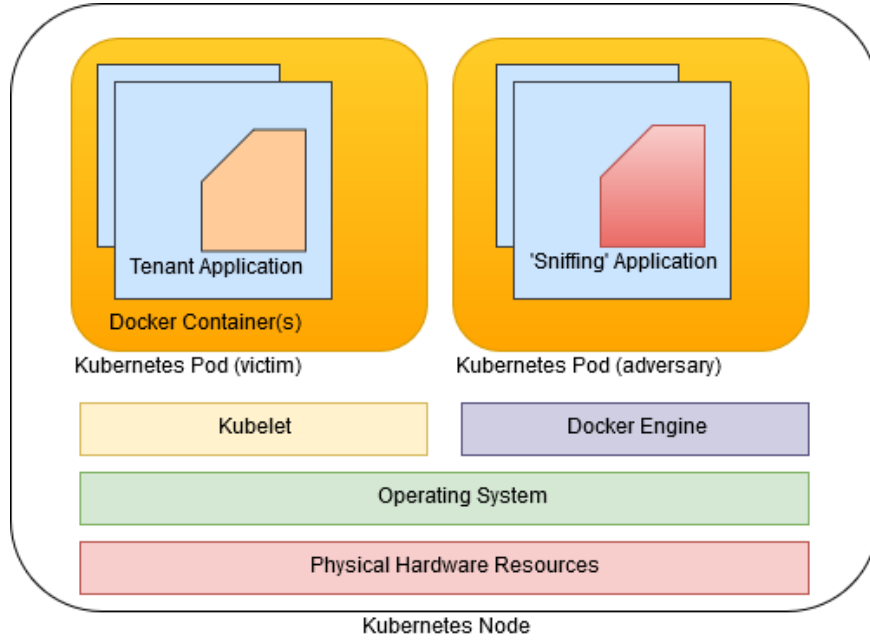 Tenant Application
'Sniffing' Application
Docker Container(s)
Kubernetes Pod (victim)
Kubernetes Pod (adversary)
Kubelet
Docker Engine
Operating System
Physical Hardware Resources
Kubernetes Node